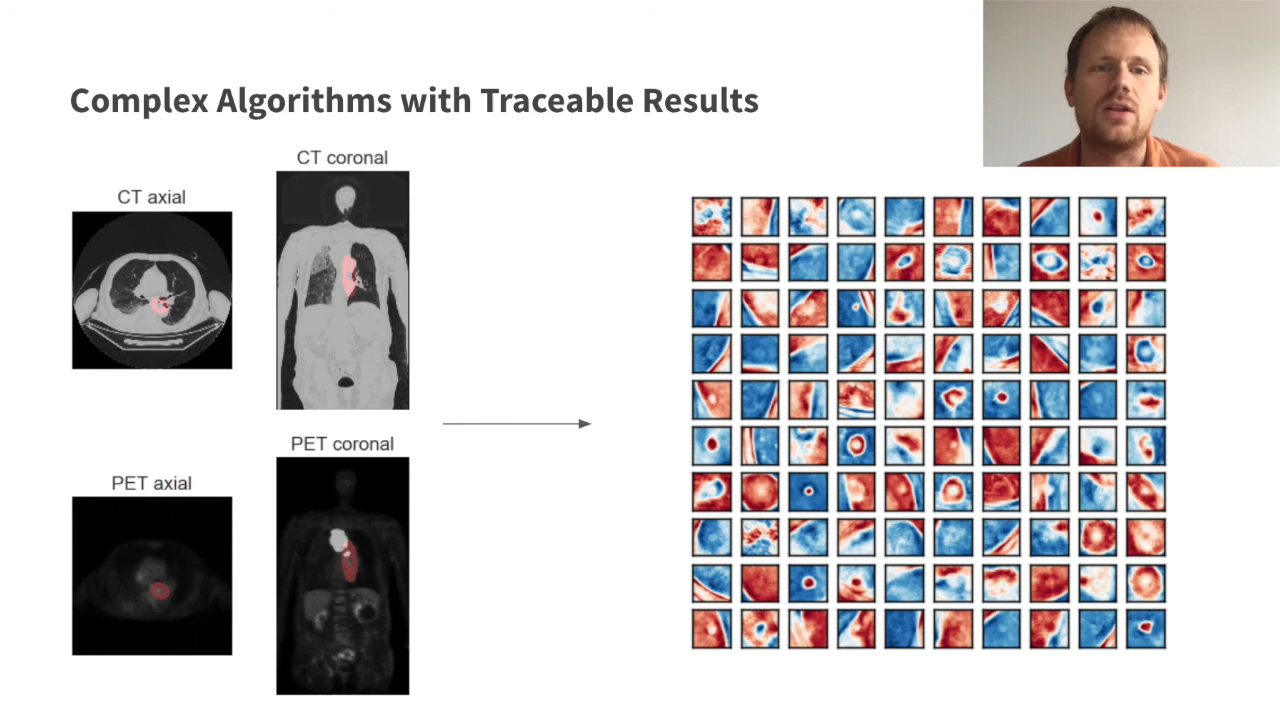 Complex Algorithms with Traceable Results
CT coronal
CT axial
PET coronal
PET axial